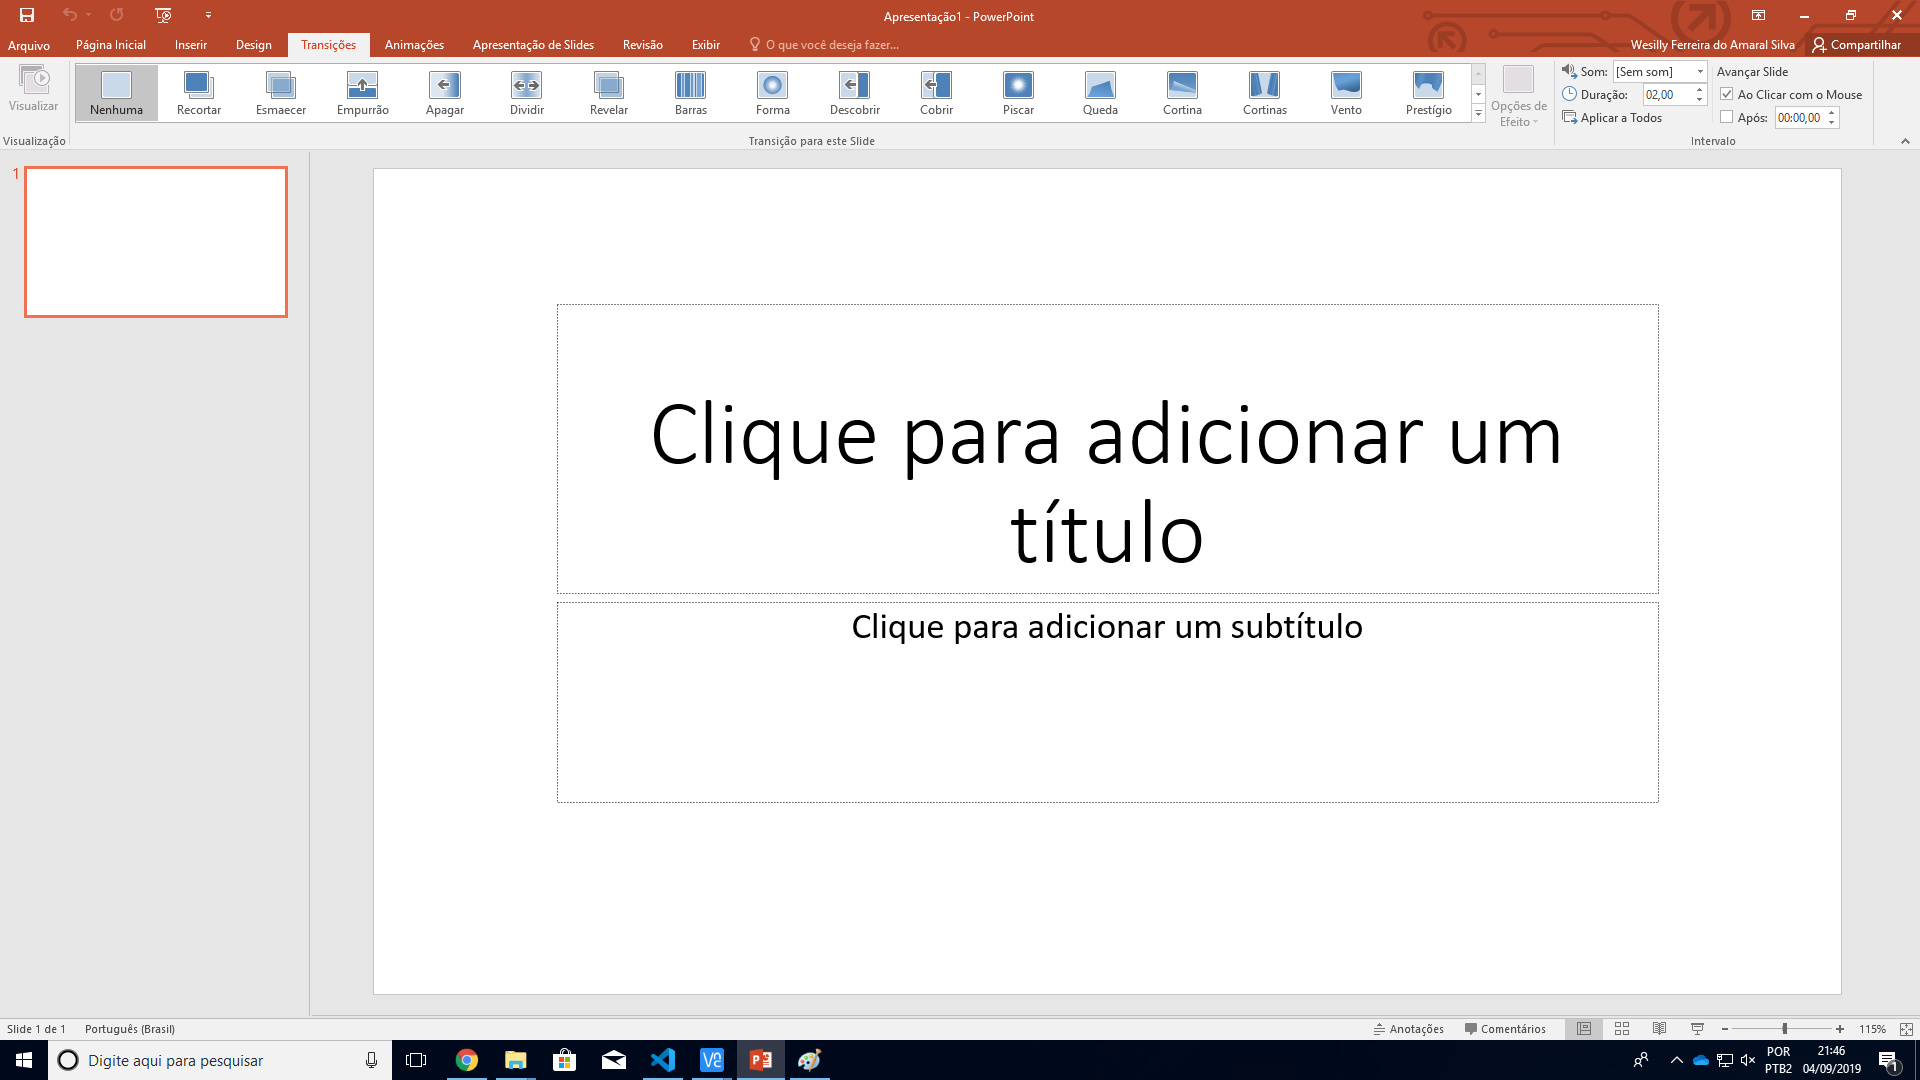 Apresentação1 - PowerPoint
Arquivo Página Inicial Inserir Design Transições Animações Apresentação de Slides Revisão Exibir O que você deseja fazer... Wesilly Ferreira do Amaral Silva Compartilhar
Visualizar
Visualização
Nenhuma Recortar Esmaecer Empurrão Apagar Dividir Revelar Barras Forma Descobrir Cobrir Piscar Queda Cortina Cortinas Vento Prestígio
Transição para este Slide
Opções de
Efeito
Som: [Sem som]
Duração: 02,00
Aplicar a Todos
Avançar Slide
Ao Clicar com o Mouse
Após: 00:00,00
Intervalo
1
Clique para adicionar um
título
Clique para adicionar um subtítulo
Slide 1 de 1 Português (Brasil) Anotações Comentários 115%
Digite aqui para pesquisar
POR
PTB2
21:46
04/09/2019
1